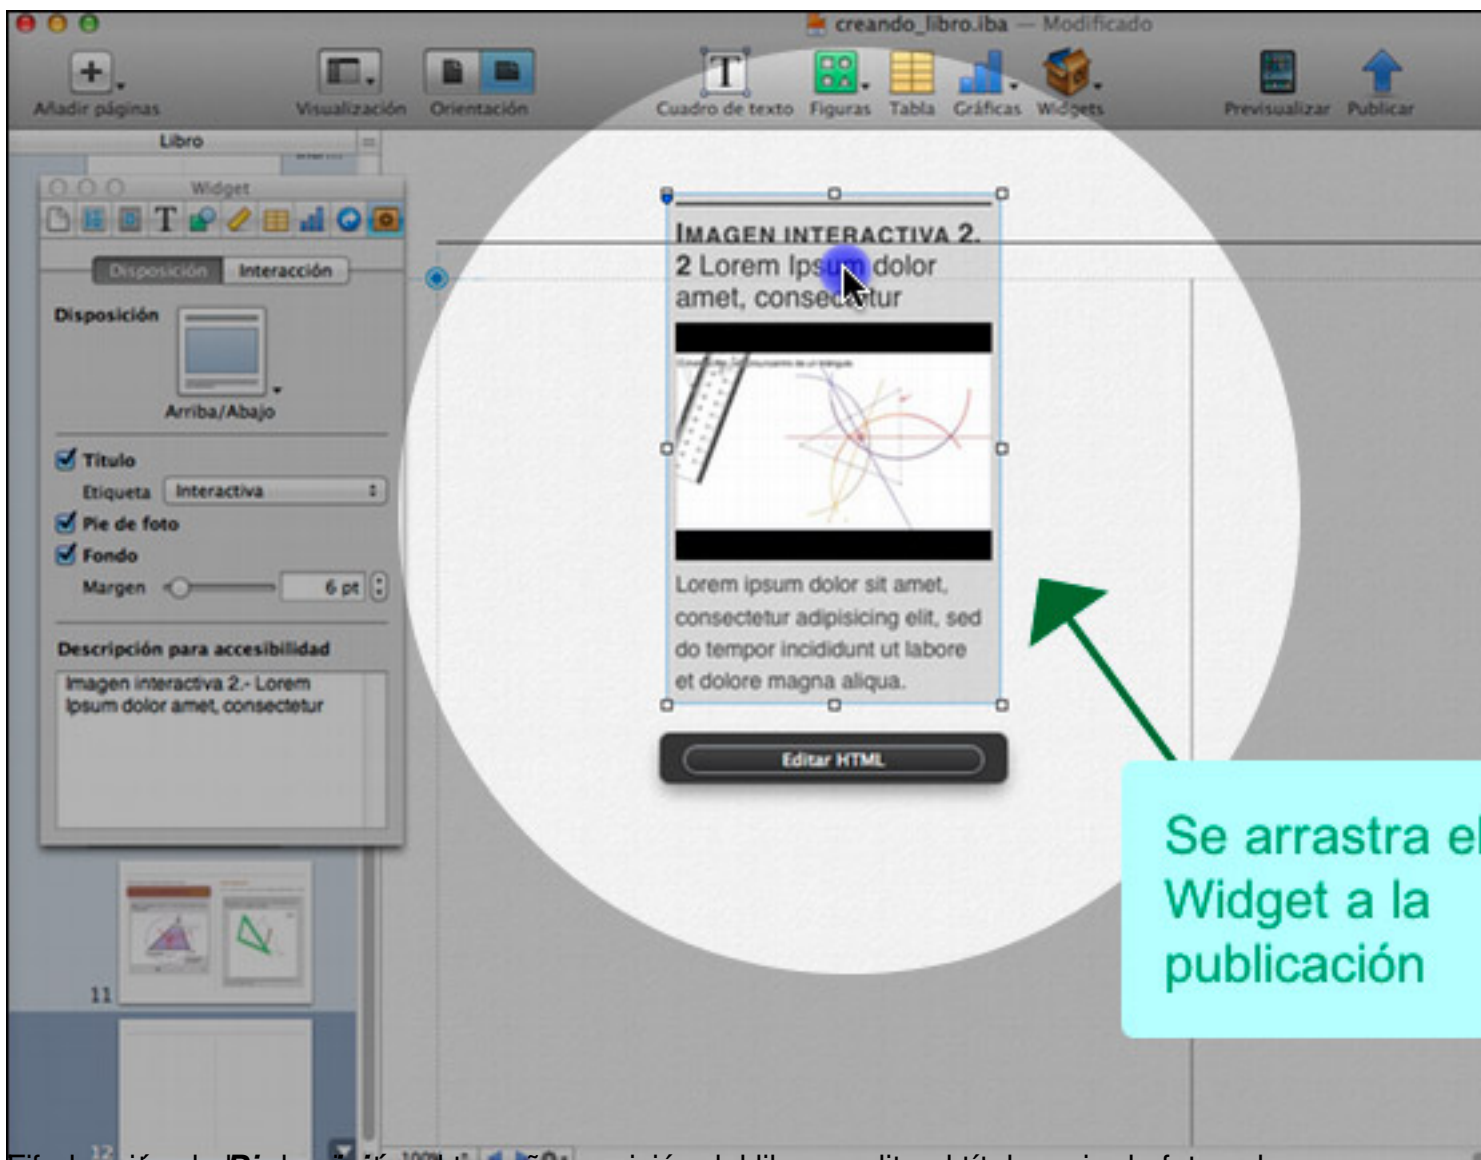 creando_libro.iba — Modificado
Añadir páginas
Visualización
Orientación
Cuadro de texto
Figuras
Tabla
Gráficas
Widgets
Previsualizar
Publicar
Libro
Widget
Disposición
Interacción
Disposición
Arriba/Abajo
Título
Etiqueta
Interactiva
Pie de foto
Fondo
Margen
6 pt
Descripción para accesibilidad
Imagen interactiva 2.- Lorem
Ipsum dolor amet, consectetur
11
12
IMAGEN INTERACTIVA 2.
2 Lorem Ipsum dolor
amet, consectetur
Lorem ipsum dolor sit amet,
consectetur adipisicing elit, sed
do tempor incididunt ut labore
et dolore magna aliqua.
Editar HTML
Se arrastra el
Widget a la
publicación
100%